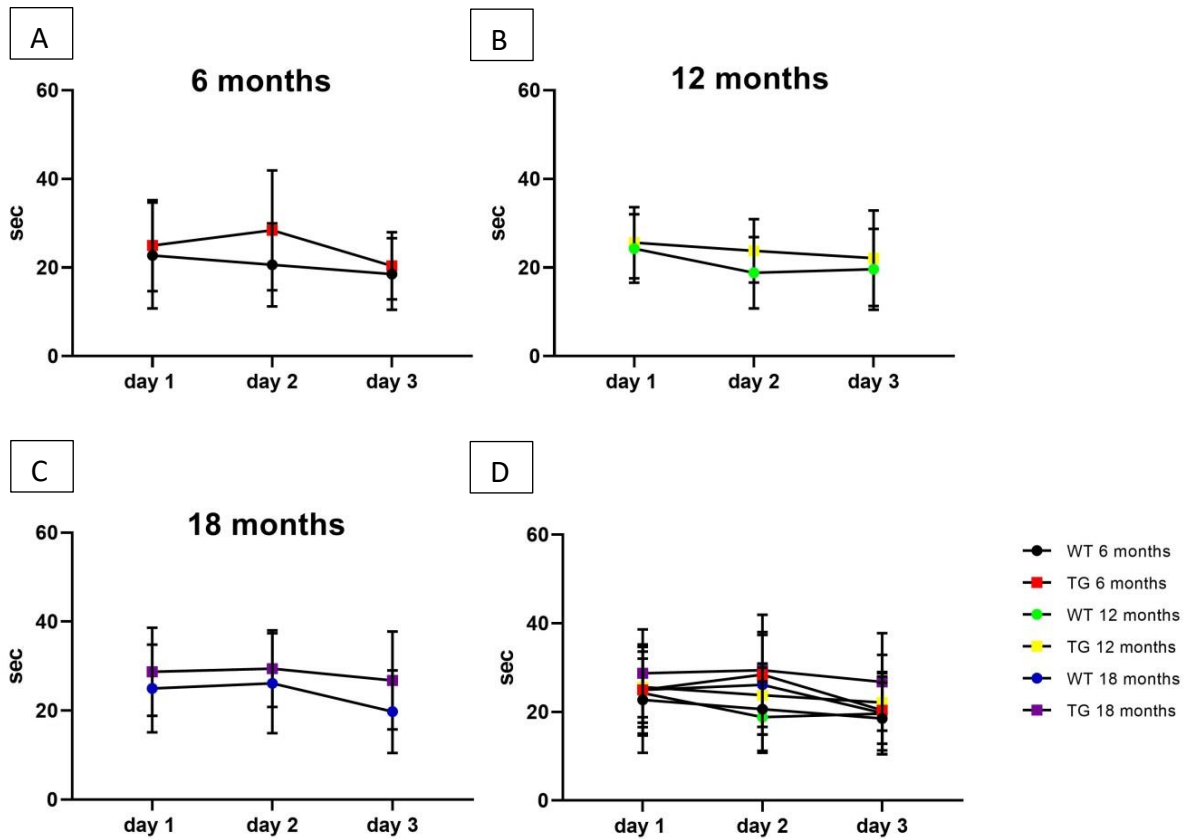 A
6 months
60
40
20
0
sec
day 1 day 2 day 3
B
12 months
60
40
20
0
sec
day 1 day 2 day 3
C
18 months
60
40
20
0
sec
day 1 day 2 day 3
D
60
40
20
0
sec
day 1 day 2 day 3
WT 6 months
TG 6 months
WT 12 months
TG 12 months
WT 18 months
TG 18 months